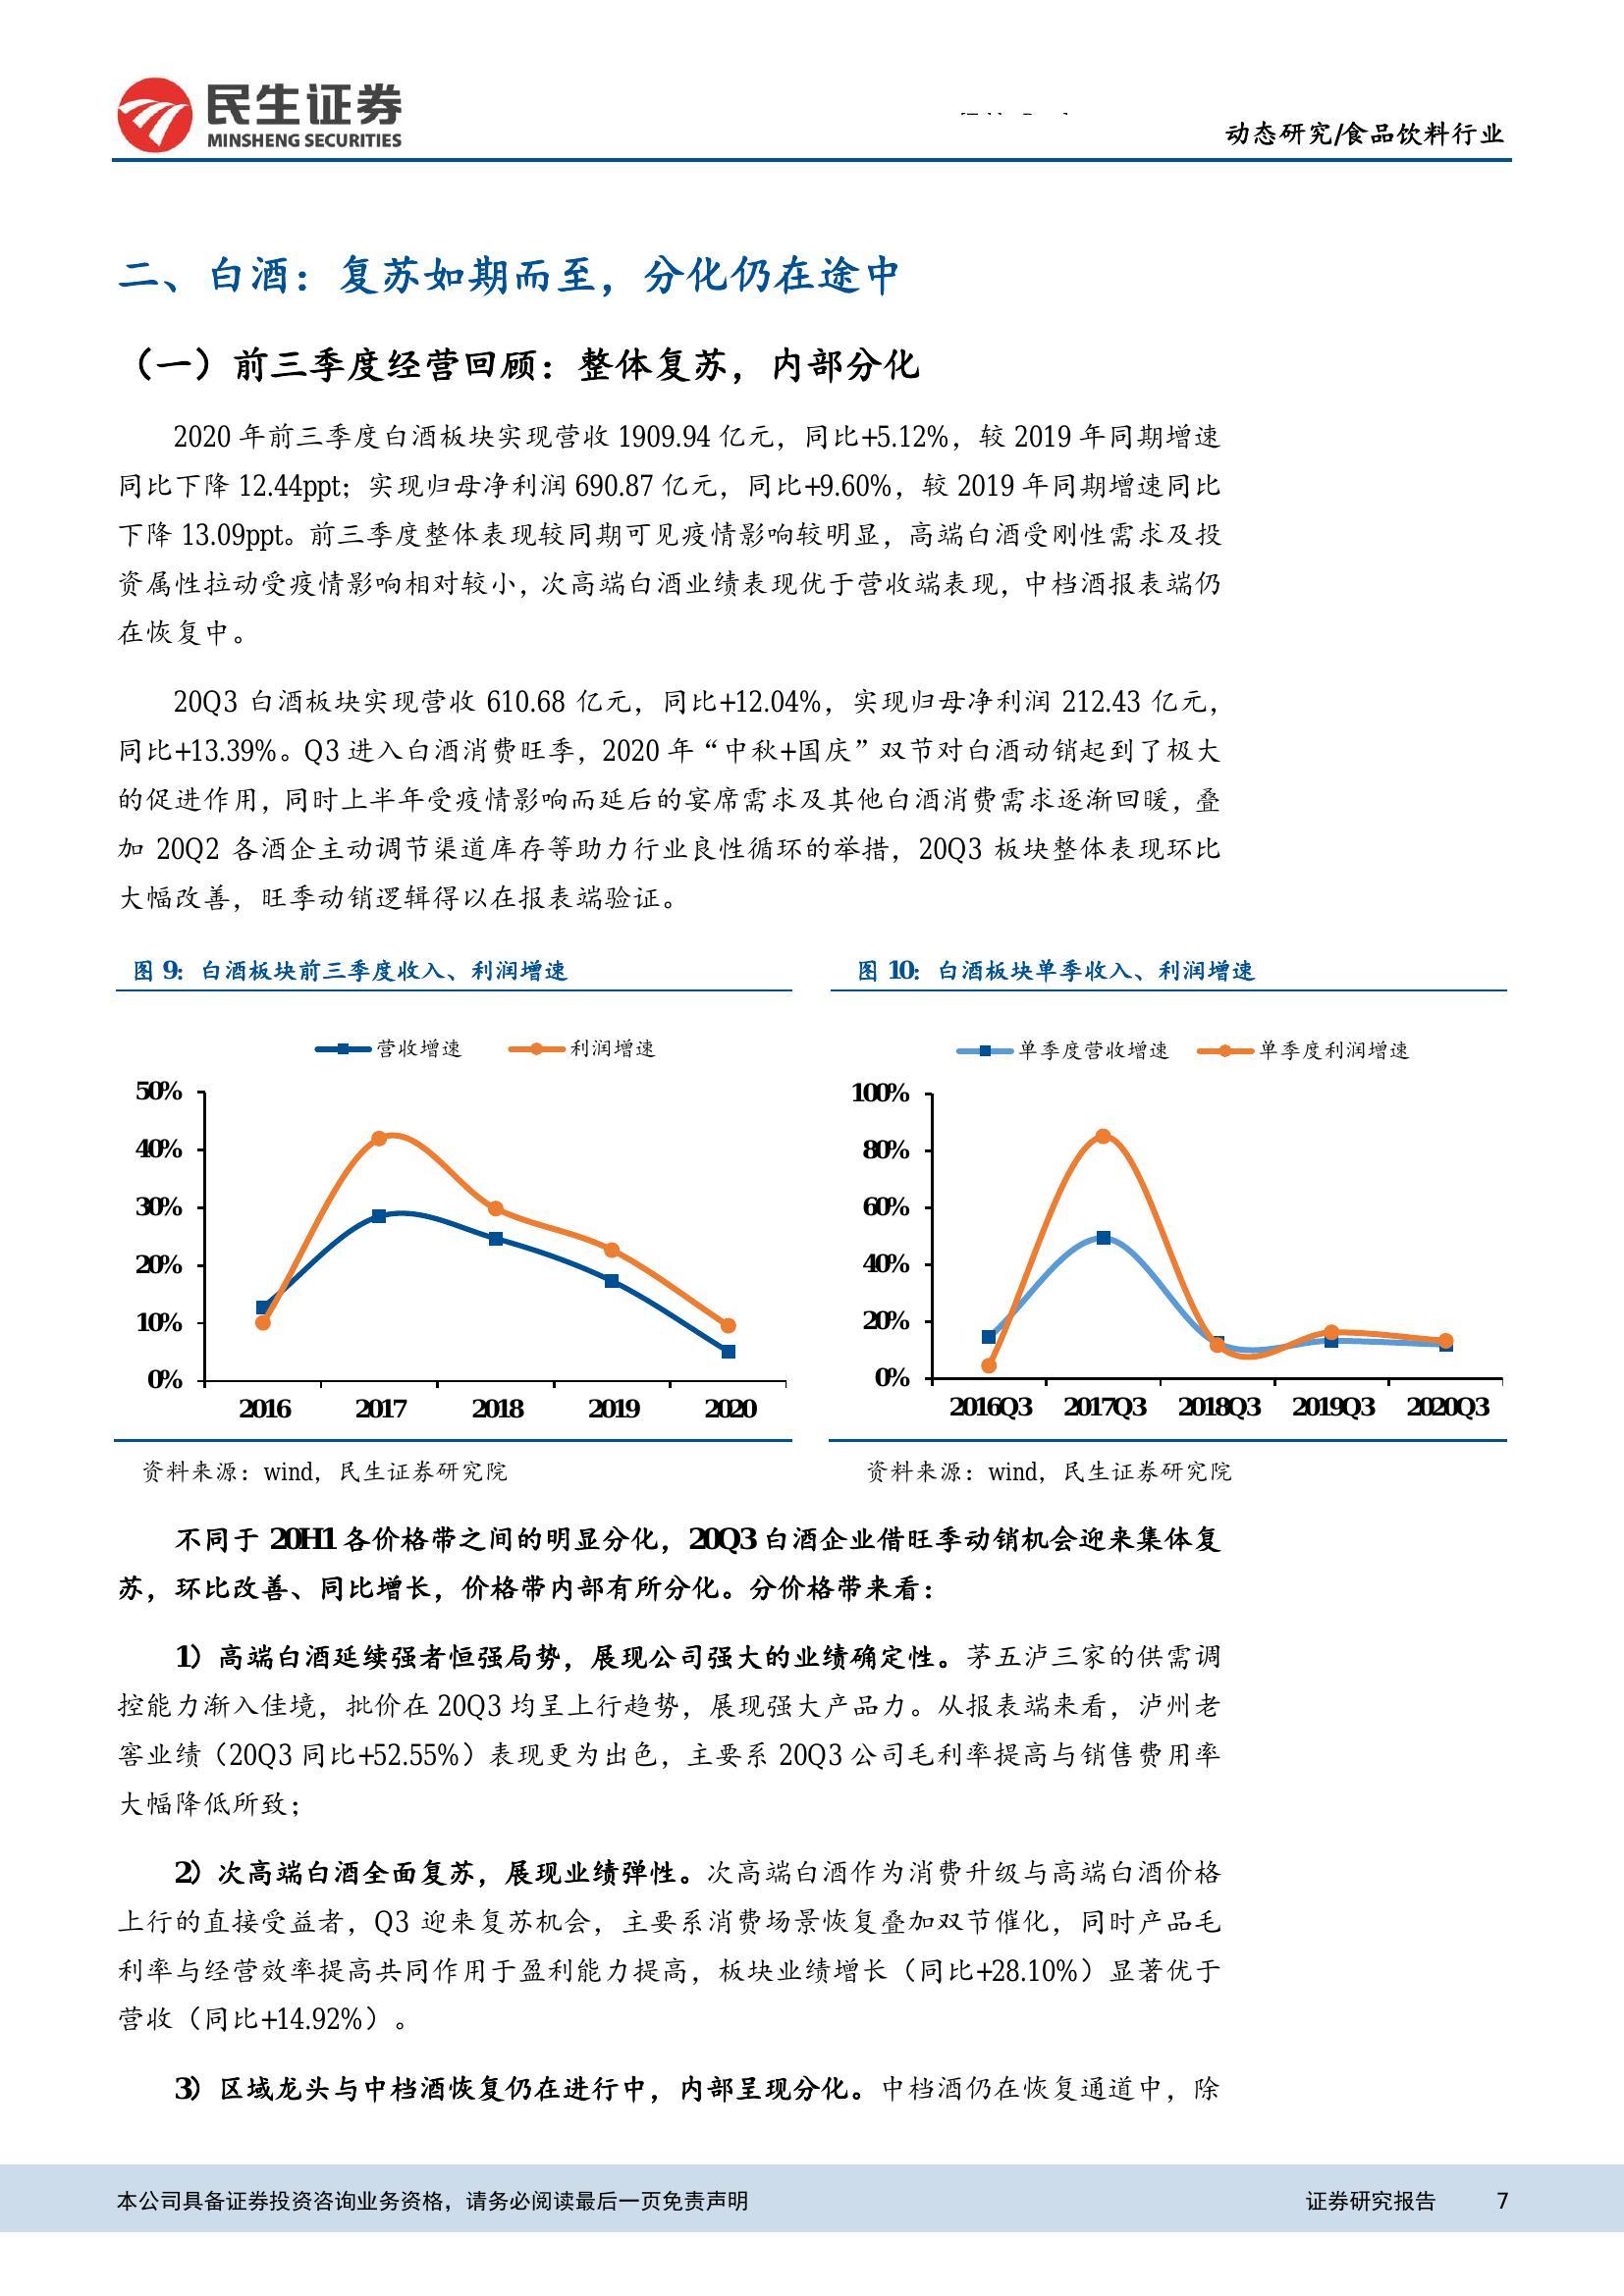 民生证券
MINSHENG SECURITIES
动态研究/食品饮料行业
二、白酒：复苏如期而至，分化仍在途中
（一）前三季度经营回顾：整体复苏，内部分化
2020 年前三季度白酒板块实现营收 1909.94 亿元，同比+5.12%，较 2019 年同期增速
同比下降 12.44ppt；实现归母净利润 690.87 亿元，同比+9.60%，较 2019 年同期增速同比
下降 13.09ppt。前三季度整体表现较同期可见疫情影响较明显，高端白酒受刚性需求及投
资属性拉动受疫情影响相对较小，次高端白酒业绩表现优于营收端表现，中档酒报表端仍
在恢复中。
20Q3 白酒板块实现营收 610.68 亿元，同比+12.04%，实现归母净利润 212.43 亿元，
同比+13.39%。Q3 进入白酒消费旺季，2020 年“中秋+国庆”双节对白酒动销起到了极大
的促进作用，同时上半年受疫情影响而延后的宴席需求及其他白酒消费需求逐渐回暖，叠
加 20Q2 各酒企主动调节渠道库存等助力行业良性循环的举措，20Q3 板块整体表现环比
大幅改善，旺季动销逻辑得以在报表端验证。
图 9：白酒板块前三季度收入、利润增速
营收增速 利润增速
50%
40%
30%
20%
10%
0%
2016 2017 2018 2019 2020
资料来源：wind，民生证券研究院
图 10：白酒板块单季收入、利润增速
单季度营收增速 单季度利润增速
100%
80%
60%
40%
20%
0%
2016Q3 2017Q3 2018Q3 2019Q3 2020Q3
资料来源：wind，民生证券研究院
不同于 20H1 各价格带之间的明显分化，20Q3 白酒企业借旺季动销机会迎来集体复
苏，环比改善、同比增长，价格带内部有所分化。分价格带来看：
1）高端白酒延续强者恒强局势，展现公司强大的业绩确定性。茅五泸三家的供需调
控能力渐入佳境，批价在 20Q3 均呈上行趋势，展现强大产品力。从报表端来看，泸州老
窖业绩（20Q3 同比+52.55%）表现更为出色，主要系 20Q3 公司毛利率提高与销售费用率
大幅降低所致；
2）次高端白酒全面复苏，展现业绩弹性。次高端白酒作为消费升级与高端白酒价格
上行的直接受益者，Q3 迎来复苏机会，主要系消费场景恢复叠加双节催化，同时产品毛
利率与经营效率提高共同作用于盈利能力提高，板块业绩增长（同比+28.10%）显著优于
营收（同比+14.92%）。
3）区域龙头与中档酒恢复仍在进行中，内部呈现分化。中档酒仍在恢复通道中，除
本公司具备证券投资咨询业务资格，请务必阅读最后一页免责声明 证券研究报告 7